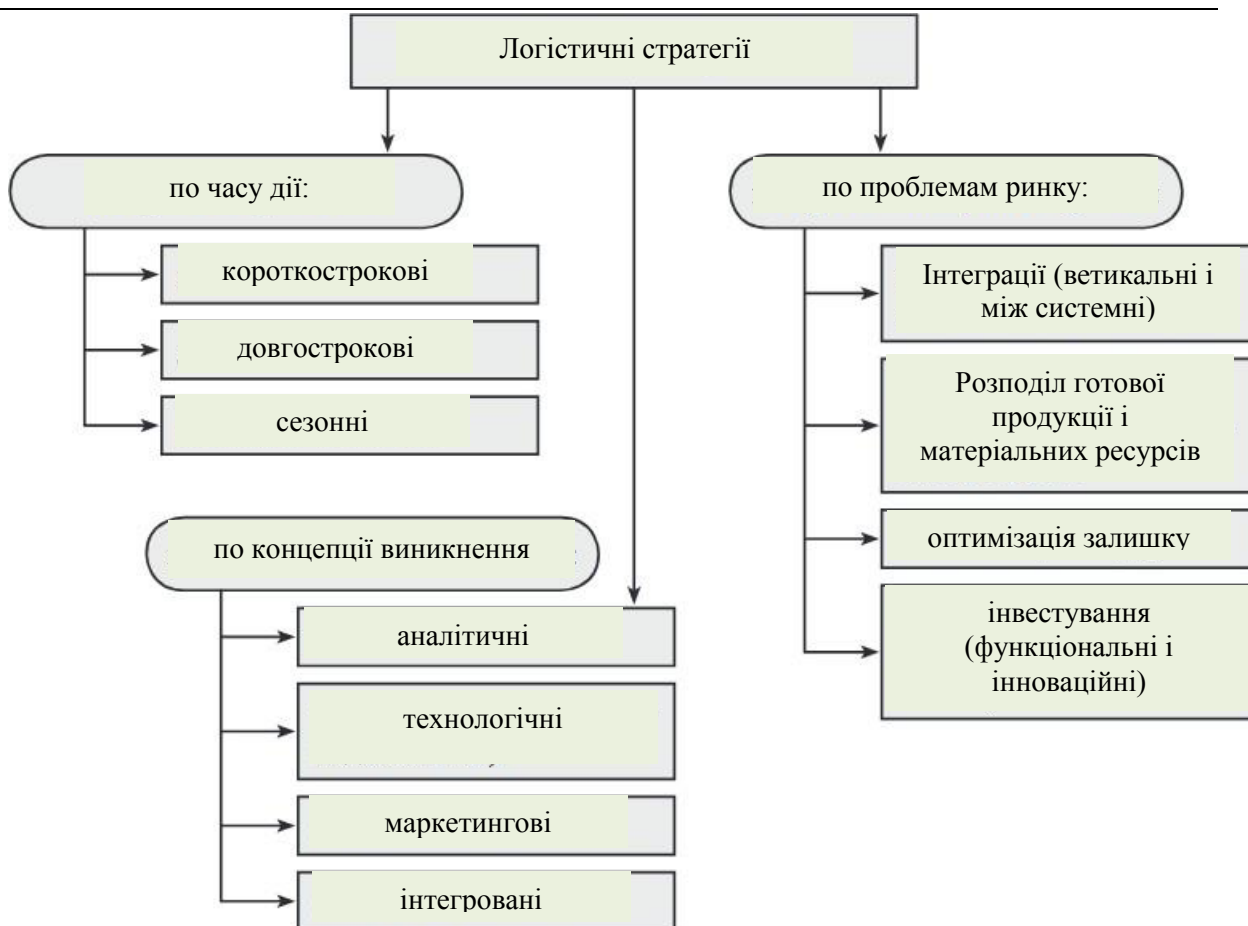 Логістичні стратегії
по часу дії:
короткострокові
довгострокові
сезонні
по концепції виникнення
аналітичні
технологічні
маркетингові
інтегровані
по проблемам ринку:
Інтеграції (ветикальні і
між системні)
Розподіл готової
продукції і
матеріальних ресурсів
оптимізація залишку
інвестування
(функціональні і
інноваційні)